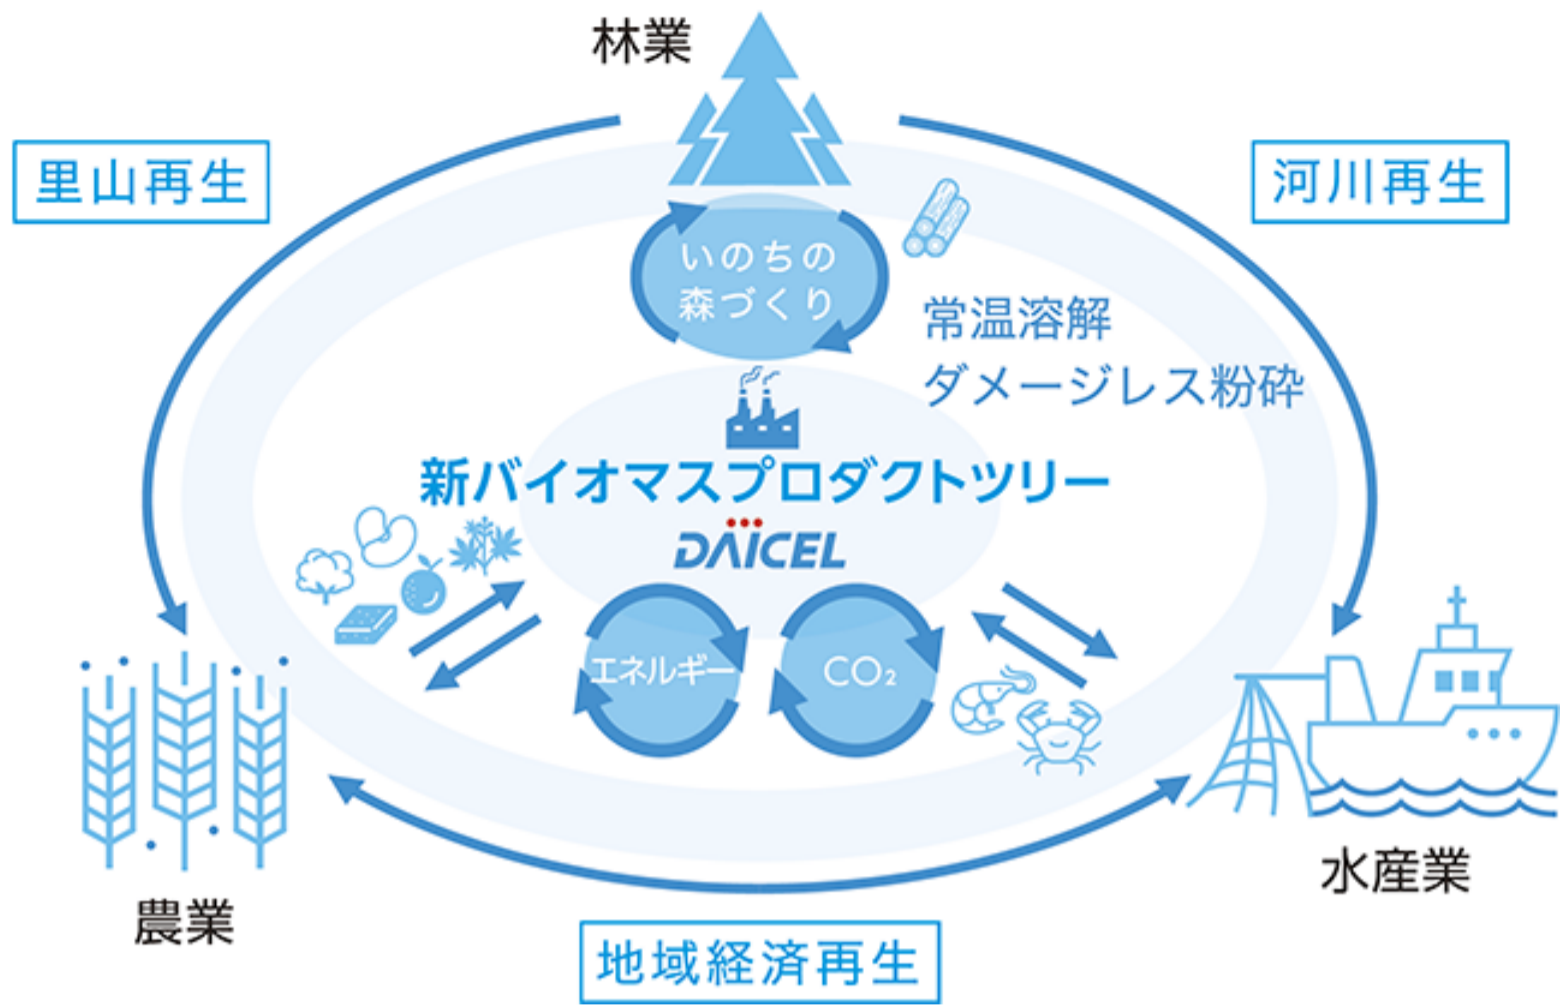 林業
里山再生
河川再生
いのちの
森づくり
常温溶解
ダメージレス粉砕
新バイオマスプロダクトツリー
DAICEL
エネルギー
CO₂
農業
水産業
地域経済再生